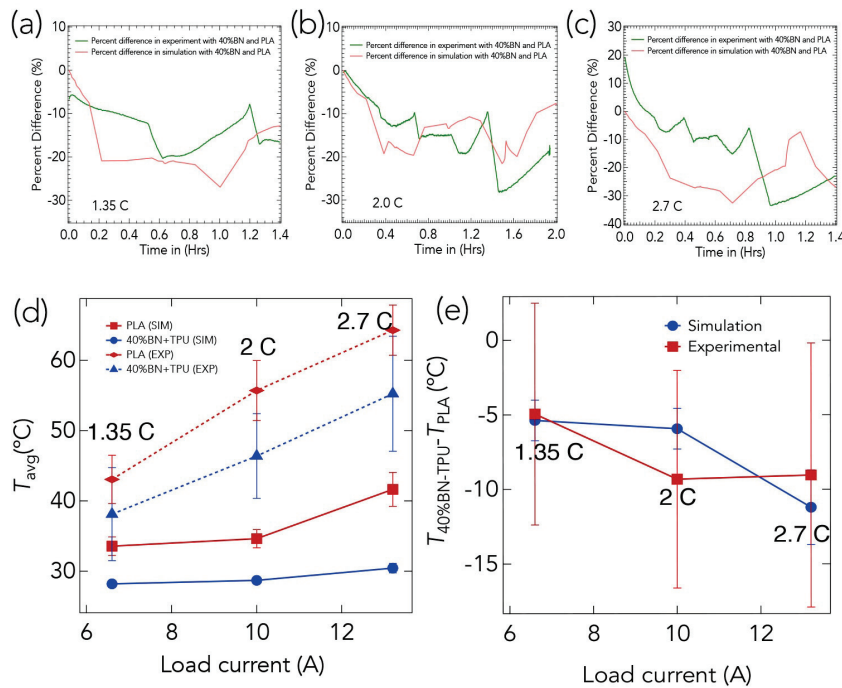 (a)
Percent difference in experiment with 40%BN and PLA
Percent difference in simulation with 40%BN and PLA
Percent Difference (%)
0
-10
-20
-30
1.35 C
0.0 0.2 0.4 0.6 0.8 1.0 1.2 1.4
Time in (Hrs)
(b)
Percent difference in experiment with 40%BN and PLA
Percent difference in simulation with 40%BN and PLA
Percent Difference (%)
0
-10
-20
-30
2.0 C
0.0 0.4 0.8 1.2 1.6 2.0
Time in (Hrs)
(c)
Percent difference in experiment with 40%BN and PLA
Percent difference in simulation with 40%BN and PLA
Percent Difference (%)
30
20
10
0
-10
-20
-30
-40
2.7 C
0.0 0.2 0.4 0.6 0.8 1.0 1.2 1.4
Time in (Hrs)
(d)
PLA (SIM)
40%BN+TPU (SIM)
PLA (EXP)
40%BN+TPU (EXP)
1.35 C
2 C
2.7 C
Tavg(°C)
60
50
40
30
6 8 10 12
Load current (A)
(e)
Simulation
Experimental
T40%BN-TPU-TPLA(°C)
0
-5
-10
-15
1.35 C
2 C
2.7 C
6 8 10 12
Load current (A)